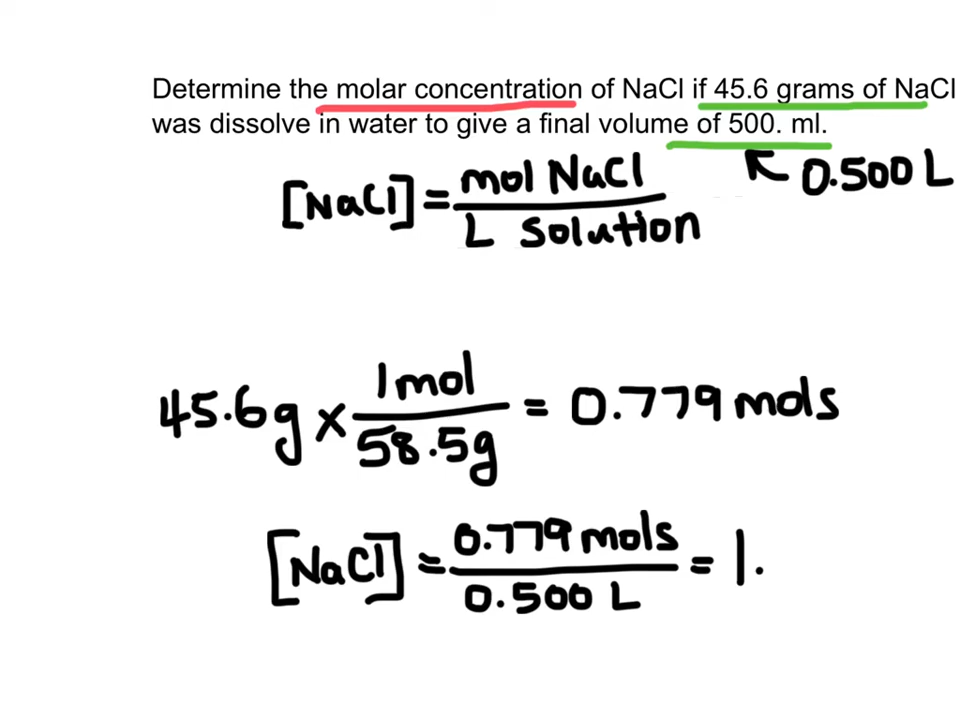 Determine the molar concentration of NaCl if 45.6 grams of NaCl
was dissolve in water to give a final volume of 500. ml.
0.500 L
[NaCl] = mol NaCl / L Solution
45.6g × 1mol / 58.5g = 0.779 mols
[NaCl] = 0.779 mols / 0.500 L = 1.